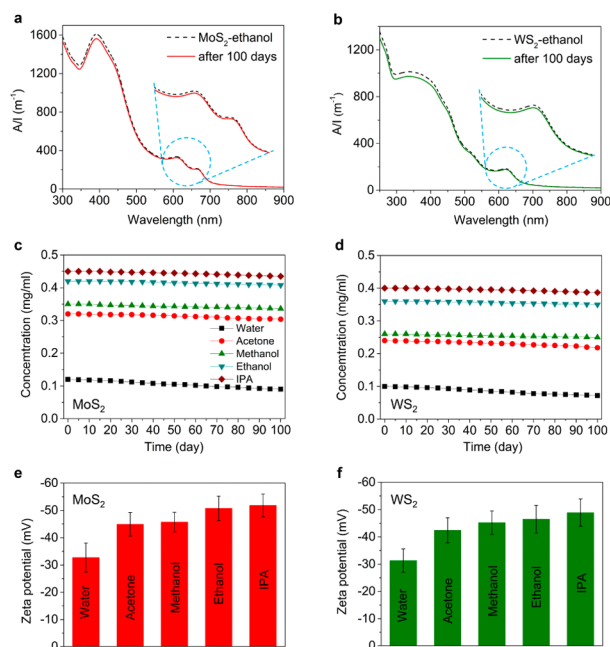 a
MoS2-ethanol
after 100 days
1600
1200
800
400
0
A/l (m-1)
300 400 500 600 700 800 900
Wavelength (nm)
b
WS2-ethanol
after 100 days
1200
800
400
0
A/l (m-1)
300 400 500 600 700 800 900
Wavelength (nm)
c
0.5
0.4
0.3
0.2
0.1
0.0
Concemtration (mg/ml)
Water
Acetone
Methanol
Ethanol
IPA
MoS2
0 10 20 30 40 50 60 70 80 90 100
Time (day)
d
0.5
0.4
0.3
0.2
0.1
0.0
Concemtration (mg/ml)
WS2
0 10 20 30 40 50 60 70 80 90 100
Time (day)
e
MoS2
-60
-50
-40
-30
-20
-10
0
Zeta potential (mV)
Water
Acetone
Methanol
Ethanol
IPA
f
WS2
-60
-50
-40
-30
-20
-10
0
Zeta potential (mV)
Water
Acetone
Methanol
Ethanol
IPA